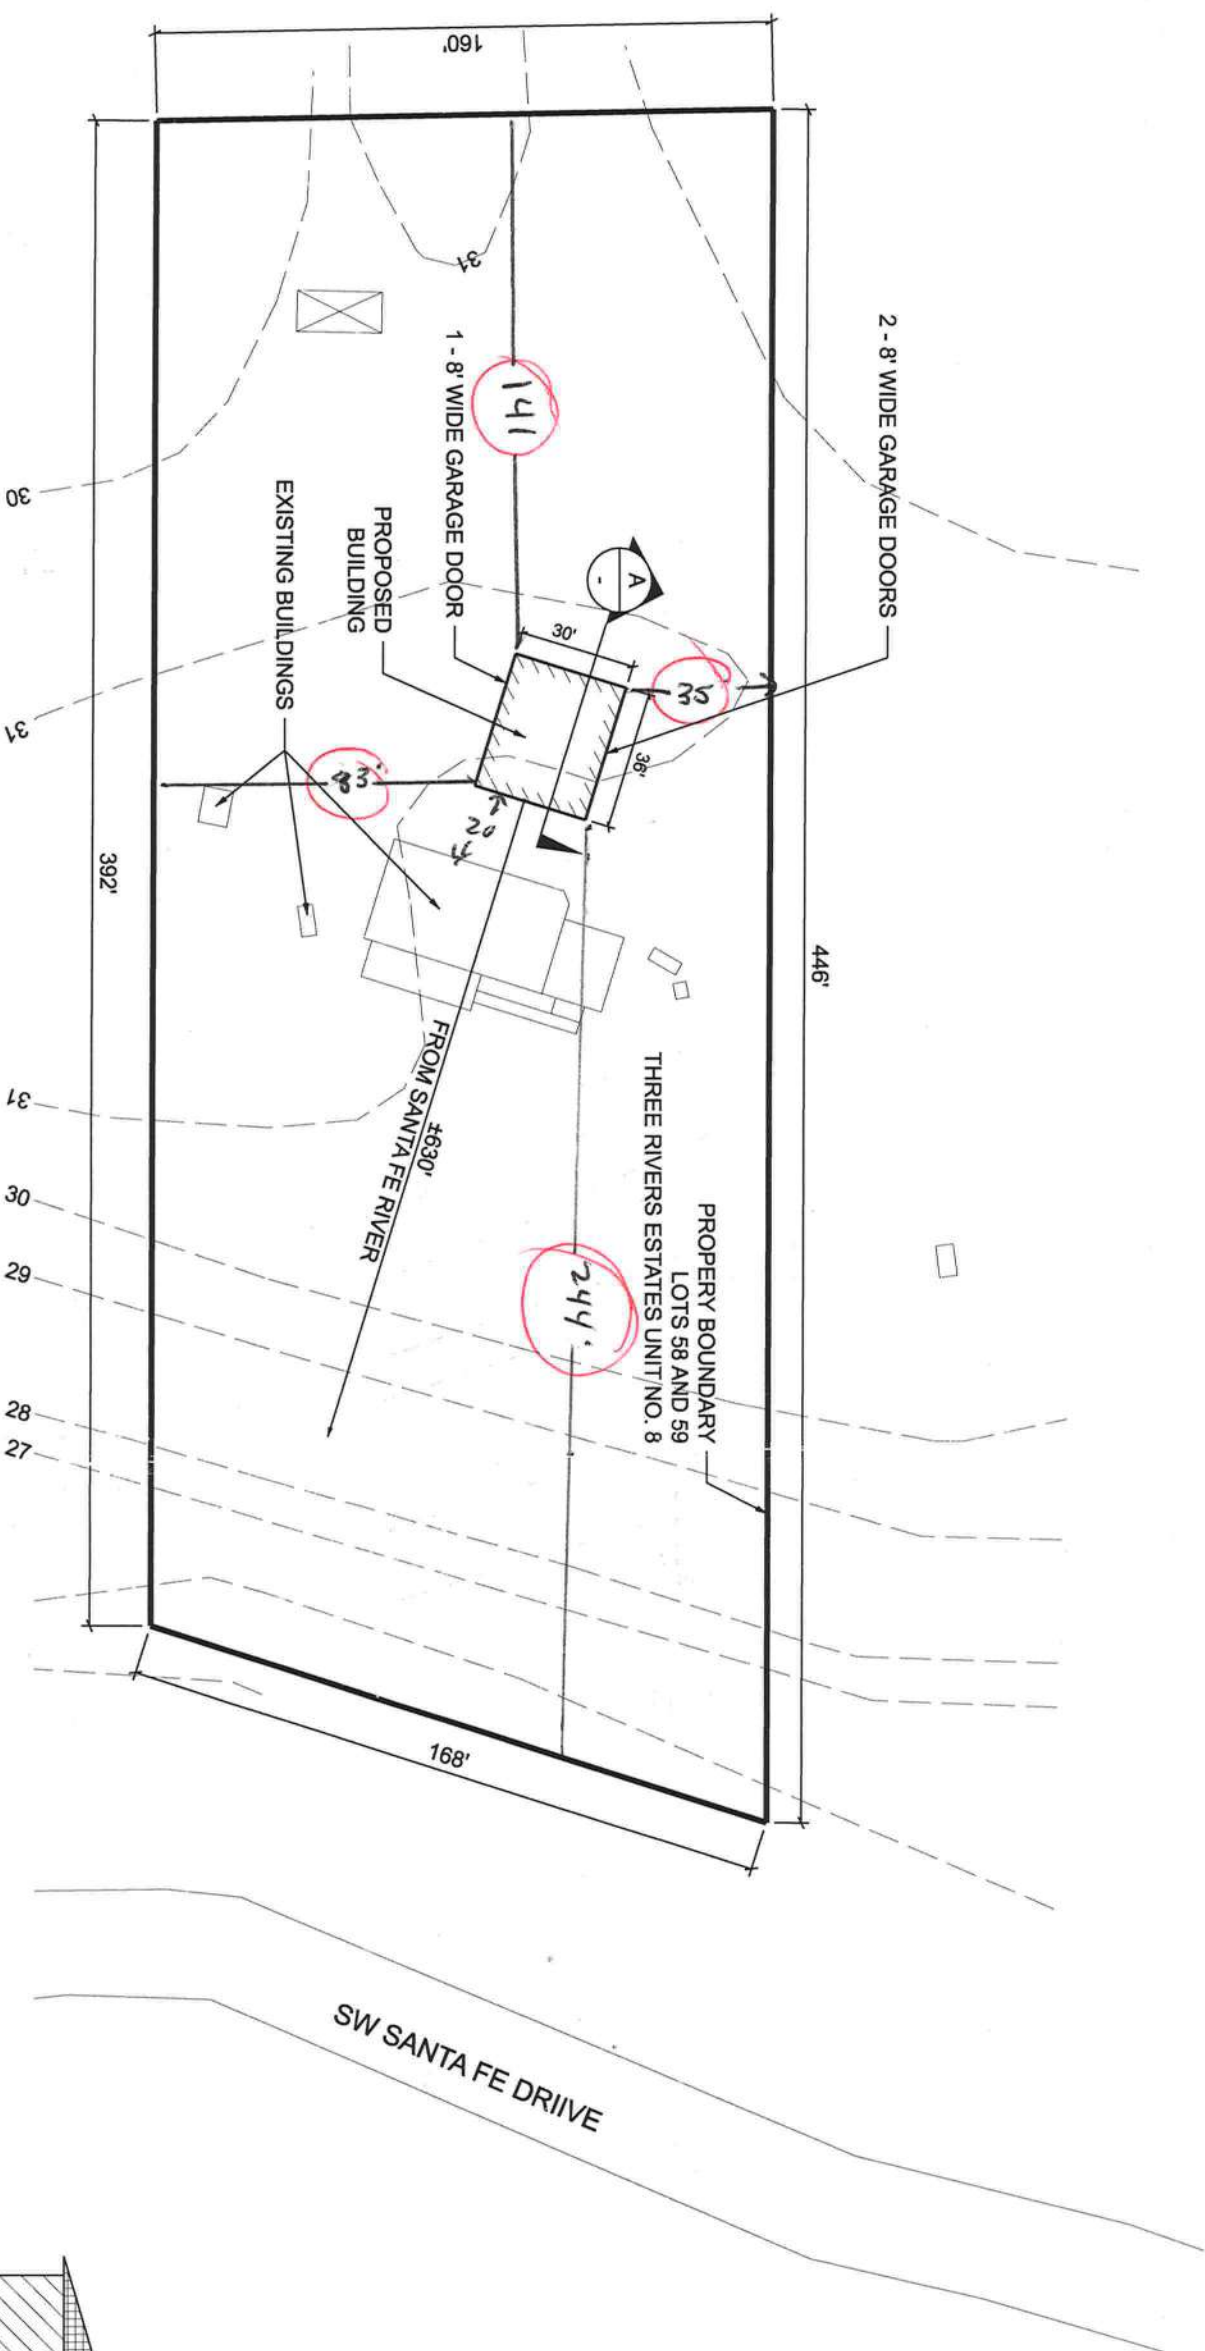 160'
446'
392'
168'
2 - 8' WIDE GARAGE DOORS
1 - 8' WIDE GARAGE DOOR
PROPOSED
BUILDING
EXISTING BUILDINGS
A
-
30'
36'
141
35
20
244'
±630'
FROM SANTA FE RIVER
PROPERY BOUNDARY
LOTS 58 AND 59
THREE RIVERS ESTATES UNIT NO. 8
31
30
31
31
30
29
28
27
SW SANTA FE DRIIVE